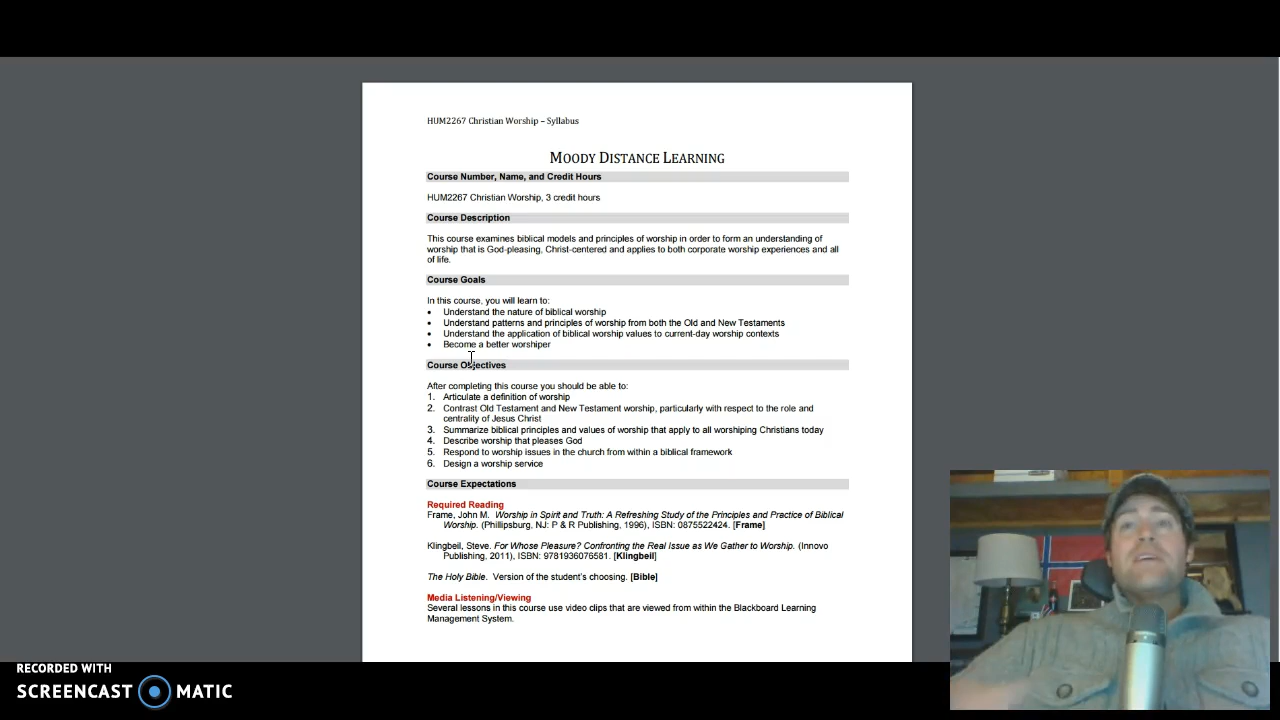 HUM2267 Christian Worship – Syllabus
MOODY DISTANCE LEARNING
Course Number, Name, and Credit Hours
HUM2267 Christian Worship, 3 credit hours
Course Description
This course examines biblical models and principles of worship in order to form an understanding of
worship that is God-pleasing, Christ-centered and applies to both corporate worship experiences and all
of life.
Course Goals
In this course, you will learn to:
• Understand the nature of biblical worship
• Understand patterns and principles of worship from both the Old and New Testaments
• Understand the application of biblical worship values to current-day worship contexts
• Become a better worshiper
Course Objectives
After completing this course you should be able to:
1. Articulate a definition of worship
2. Contrast Old Testament and New Testament worship, particularly with respect to the role and
centrality of Jesus Christ
3. Summarize biblical principles and values of worship that apply to all worshiping Christians today
4. Describe worship that pleases God
5. Respond to worship issues in the church from within a biblical framework
6. Design a worship service
Course Expectations
Required Reading
Frame, John M. Worship in Spirit and Truth: A Refreshing Study of the Principles and Practice of Biblical
Worship. (Phillipsburg, NJ: P & R Publishing, 1996), ISBN: 0875522424. [Frame]
Klingbeil, Steve. For Whose Pleasure? Confronting the Real Issue as We Gather to Worship. (Innovo
Publishing, 2011), ISBN: 9781936076581. [Klingbeil]
The Holy Bible. Version of the student's choosing. [Bible]
Media Listening/Viewing
Several lessons in this course use video clips that are viewed from within the Blackboard Learning
Management System.
RECORDED WITH
SCREENCAST MATIC